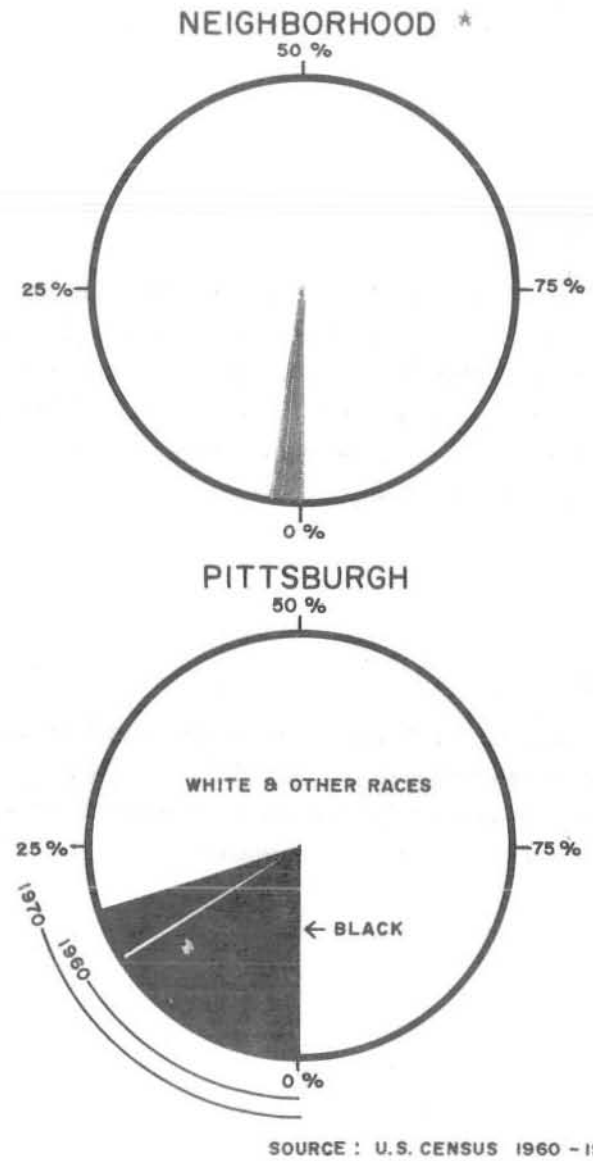 NEIGHBORHOOD *
50 %
25 %
75 %
0 %
PITTSBURGH
50 %
WHITE & OTHER RACES
25 %
75 %
← BLACK
1970
1960
0 %
SOURCE : U.S. CENSUS 1960 - 19